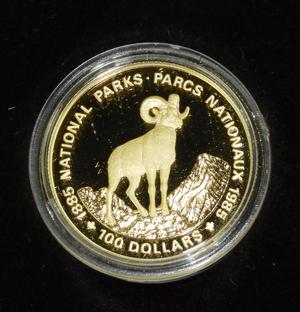 1885 NATIONAL PARKS · PARCS NATIONAUX 1985
★ 100 DOLLARS ★